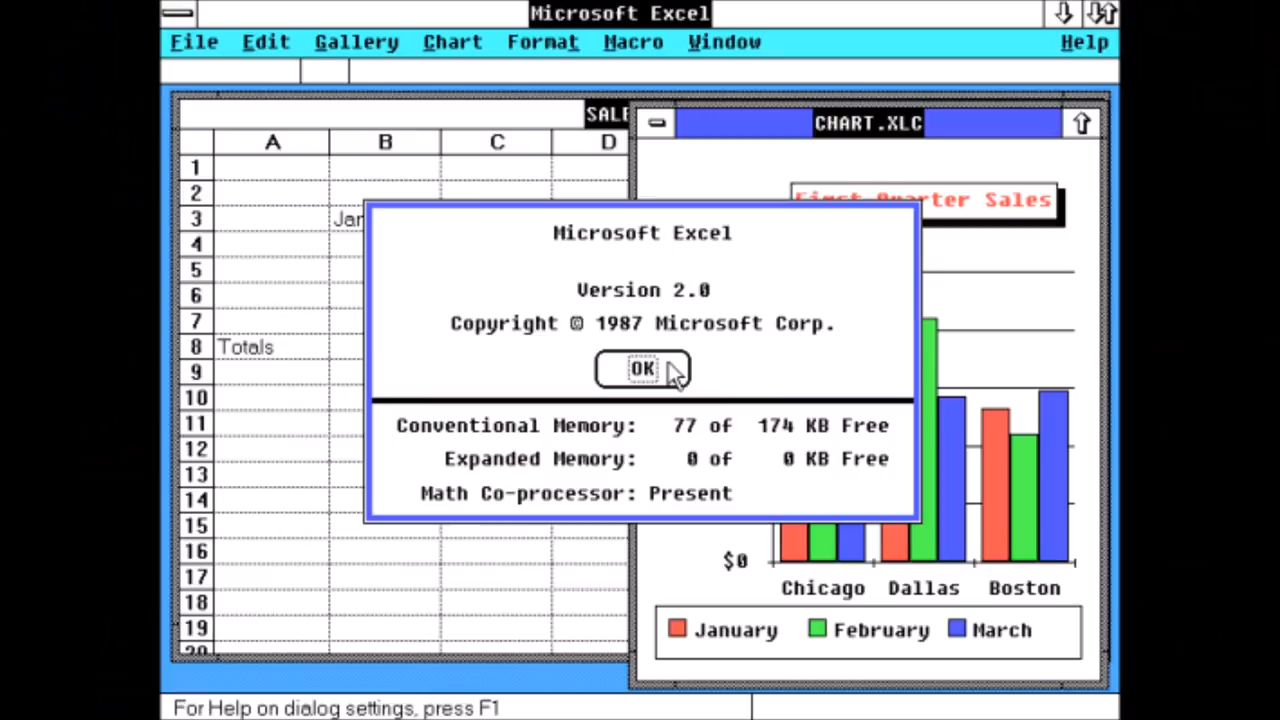 Microsoft Excel
File Edit Gallery Chart Format Macro Window Help
SALE
CHART.XLC
A B C D
1
2
3 Jan
4
5
6
7
8 Totals
9
10
11
12
13
14
15
16
17
18
19
20
First Quarter Sales
Microsoft Excel
Version 2.0
Copyright © 1987 Microsoft Corp.
OK
Conventional Memory: 77 of 174 KB Free
Expanded Memory: 0 of 0 KB Free
Math Co-processor: Present
$0
Chicago Dallas Boston
January February March
For Help on dialog settings, press F1